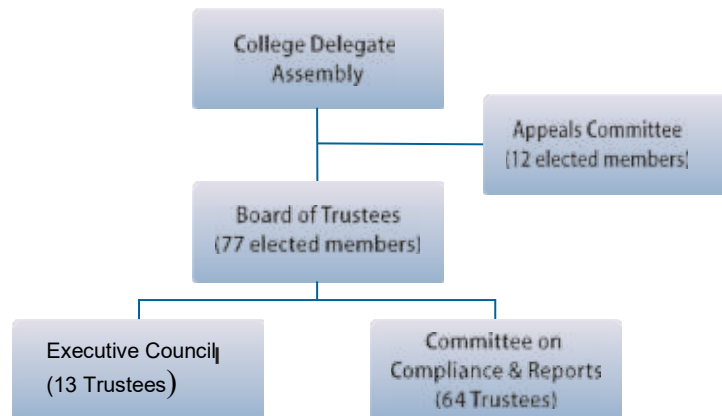 College Delegate
Assembly
Appeals Committee
(12 elected members)
Board of Trustees
(77 elected members)
Executive Council
(13 Trustees)
Committee on
Compliance & Reports
(64 Trustees)